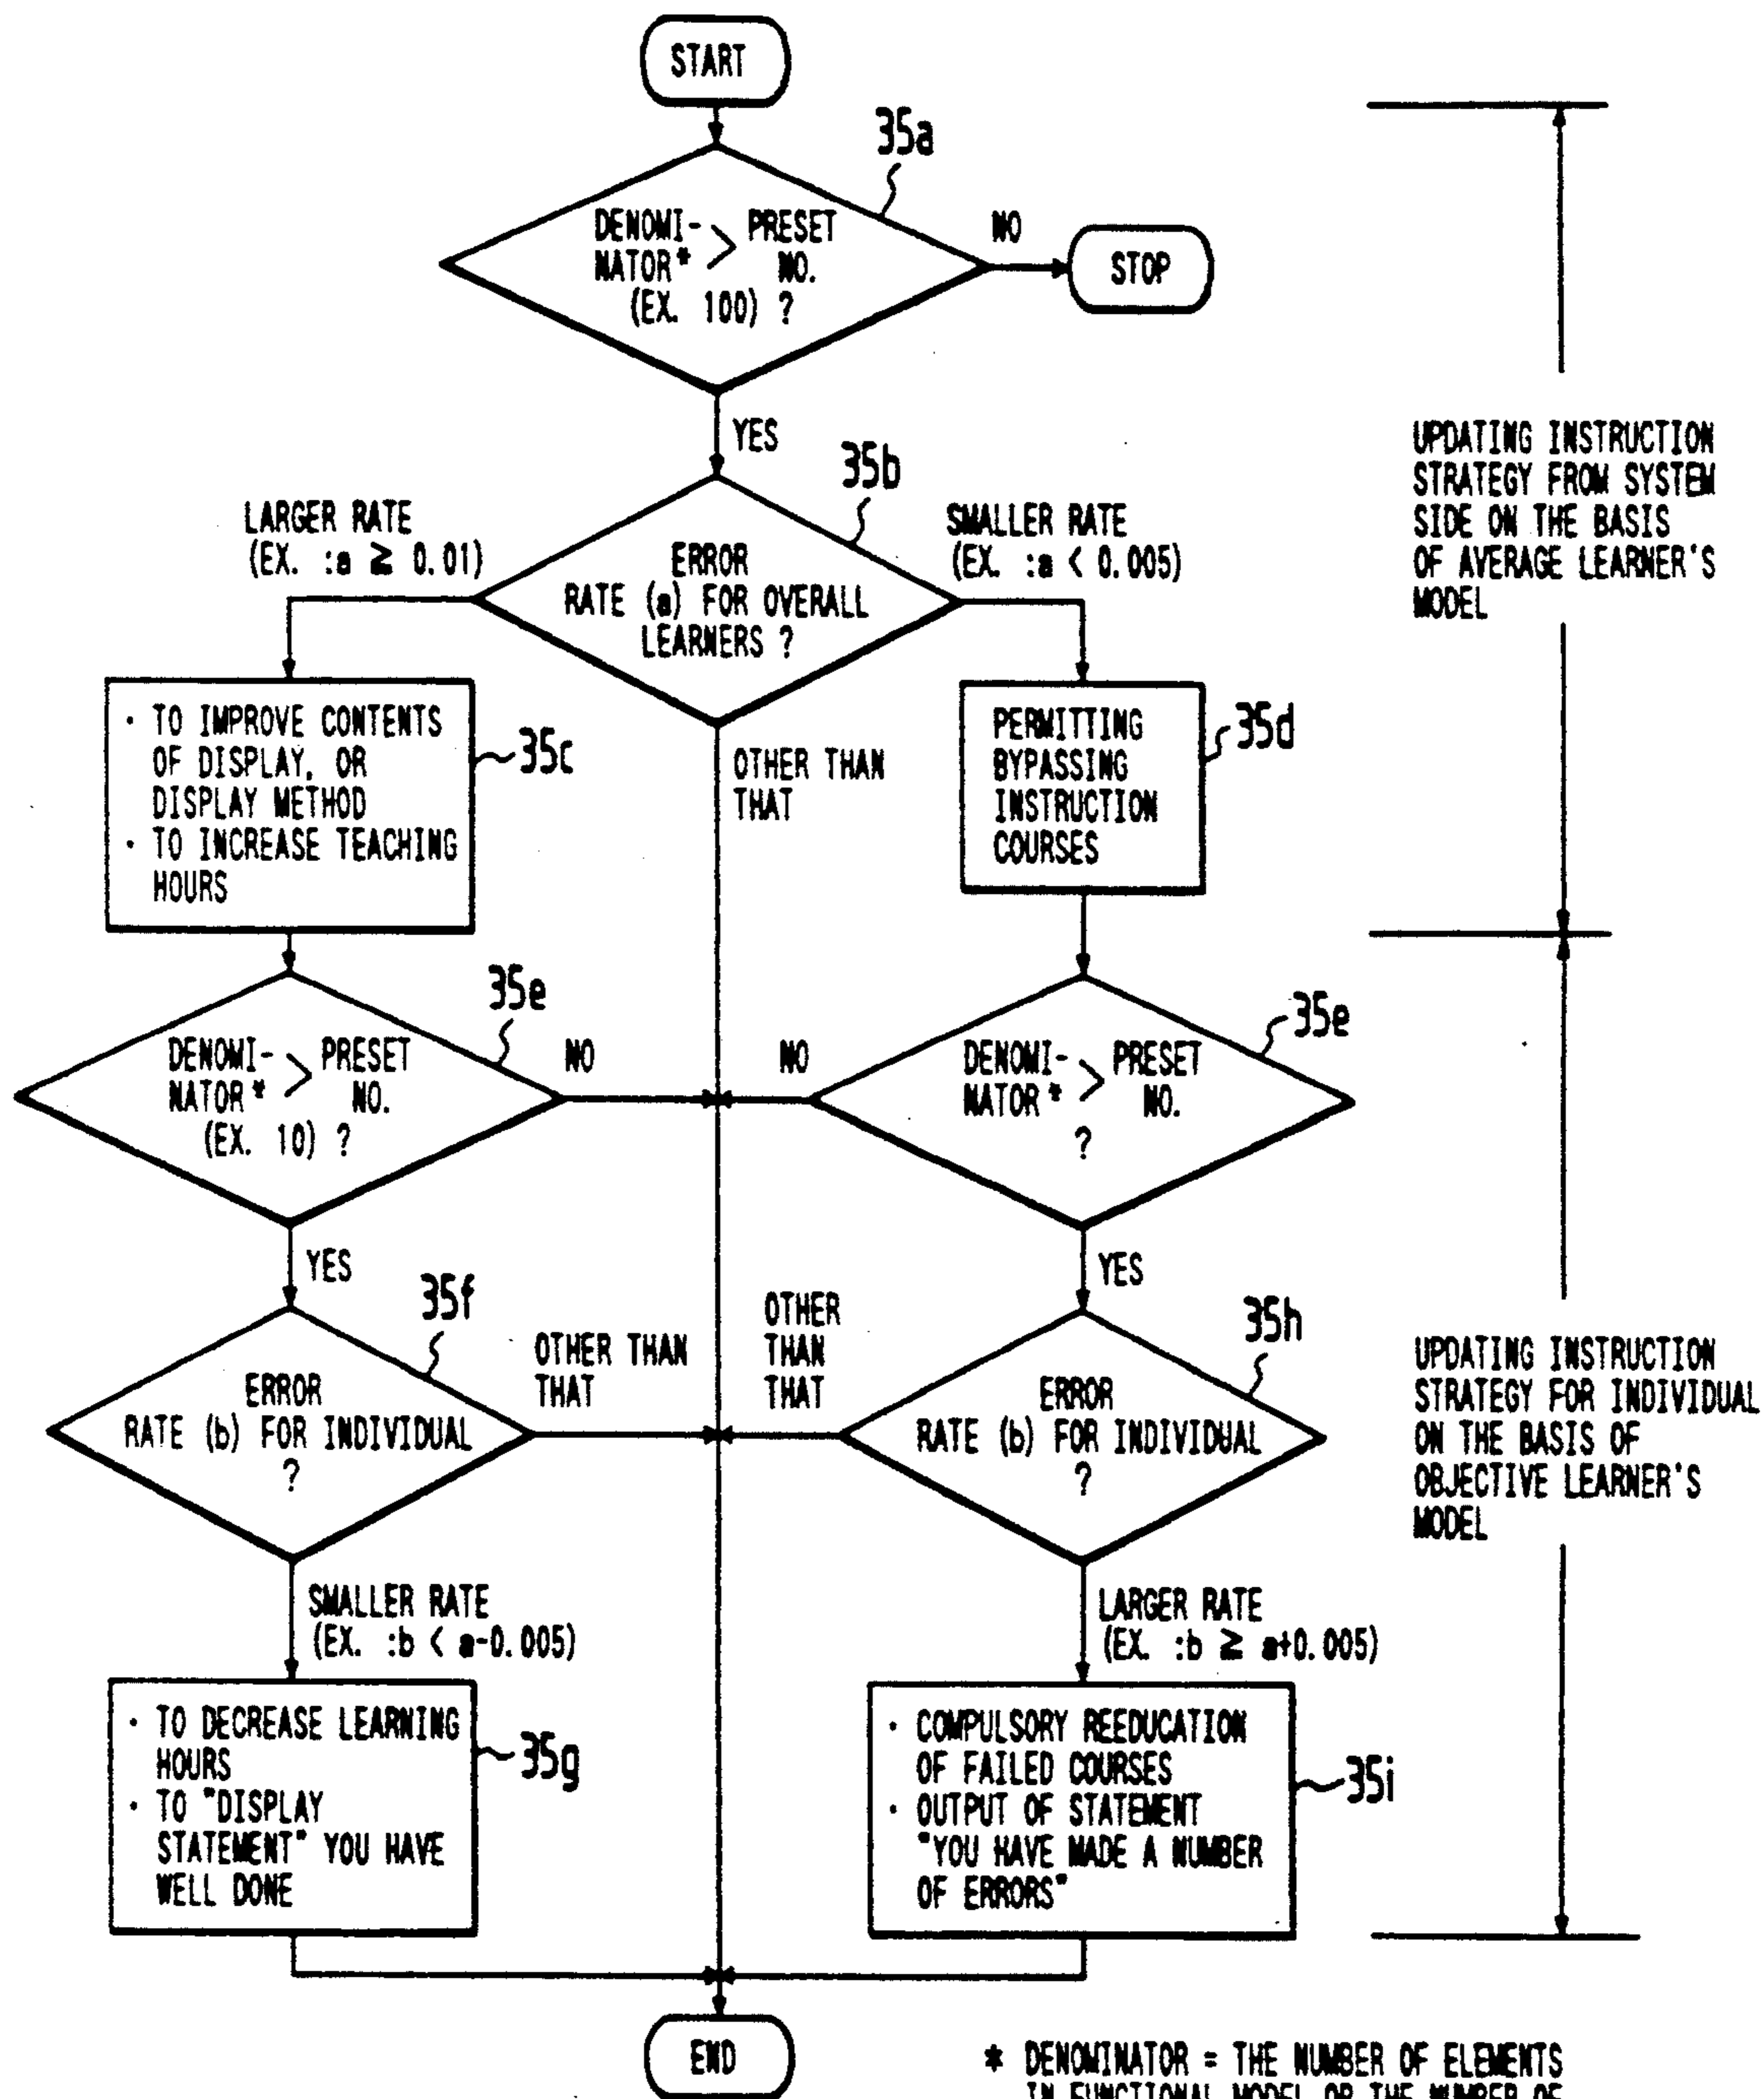 START
35a
DENOMI-
NATOR* > PRESET
NO.
(EX. 100) ?
NO
STOP
YES
35b
LARGER RATE
(EX. :a ≧ 0.01)
SMALLER RATE
(EX. :a < 0.005)
ERROR
RATE (a) FOR OVERALL
LEARNERS ?
UPDATING INSTRUCTION
STRATEGY FROM SYSTEM
SIDE ON THE BASIS
OF AVERAGE LEARNER'S
MODEL
· TO IMPROVE CONTENTS
OF DISPLAY, OR
DISPLAY METHOD
· TO INCREASE TEACHING
HOURS
35c
OTHER THAN
THAT
PERMITTING
BYPASSING
INSTRUCTION
COURSES
35d
35e
DENOMI-
NATOR* > PRESET
NO.
(EX. 10) ?
NO
NO
35e
DENOMI-
NATOR* > PRESET
NO.
?
YES
YES
35f
ERROR
RATE (b) FOR INDIVIDUAL
?
OTHER THAN
THAT
OTHER
THAN
THAT
35h
ERROR
RATE (b) FOR INDIVIDUAL
?
UPDATING INSTRUCTION
STRATEGY FOR INDIVIDUAL
ON THE BASIS OF
OBJECTIVE LEARNER'S
MODEL
SMALLER RATE
(EX. :b < a-0.005)
LARGER RATE
(EX. :b ≧ a+0.005)
· TO DECREASE LEARNING
HOURS
· TO "DISPLAY
STATEMENT" YOU HAVE
WELL DONE
35g
· COMPULSORY REEDUCATION
OF FAILED COURSES
· OUTPUT OF STATEMENT
"YOU HAVE MADE A NUMBER
OF ERRORS"
35i
END
* DENOMINATOR = THE NUMBER OF ELEMENTS
IN FUNCTIONAL MODEL OR THE NUMBER OF